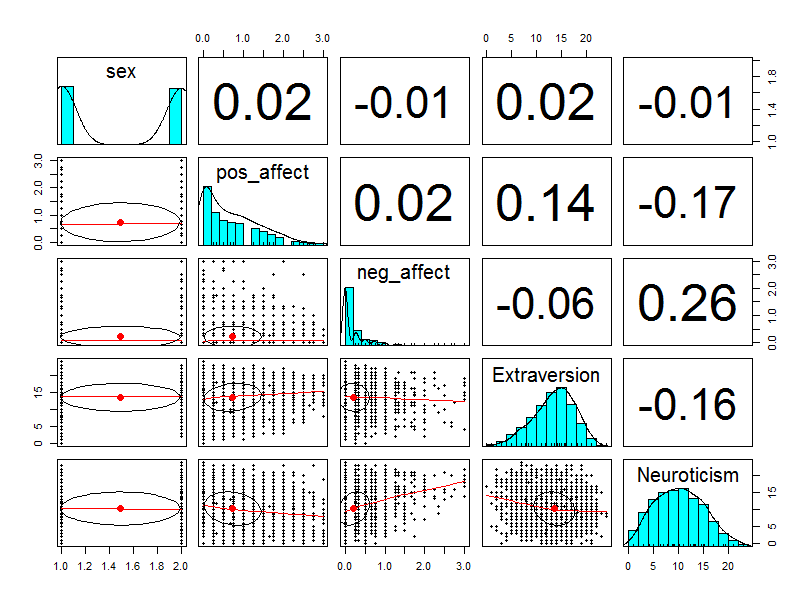 0.0 1.0 2.0 3.0 0 5 10 15 20
sex 0.02 -0.01 0.02 -0.01 1.0 1.4 1.8
0.0 1.0 2.0 3.0 pos_affect 0.02 0.14 -0.17
neg_affect -0.06 0.26 0.0 1.0 2.0 3.0
0 5 15 Extraversion -0.16
Neuroticism 0 5 15
1.0 1.2 1.4 1.6 1.8 2.0 0.0 1.0 2.0 3.0 0 5 10 15 20